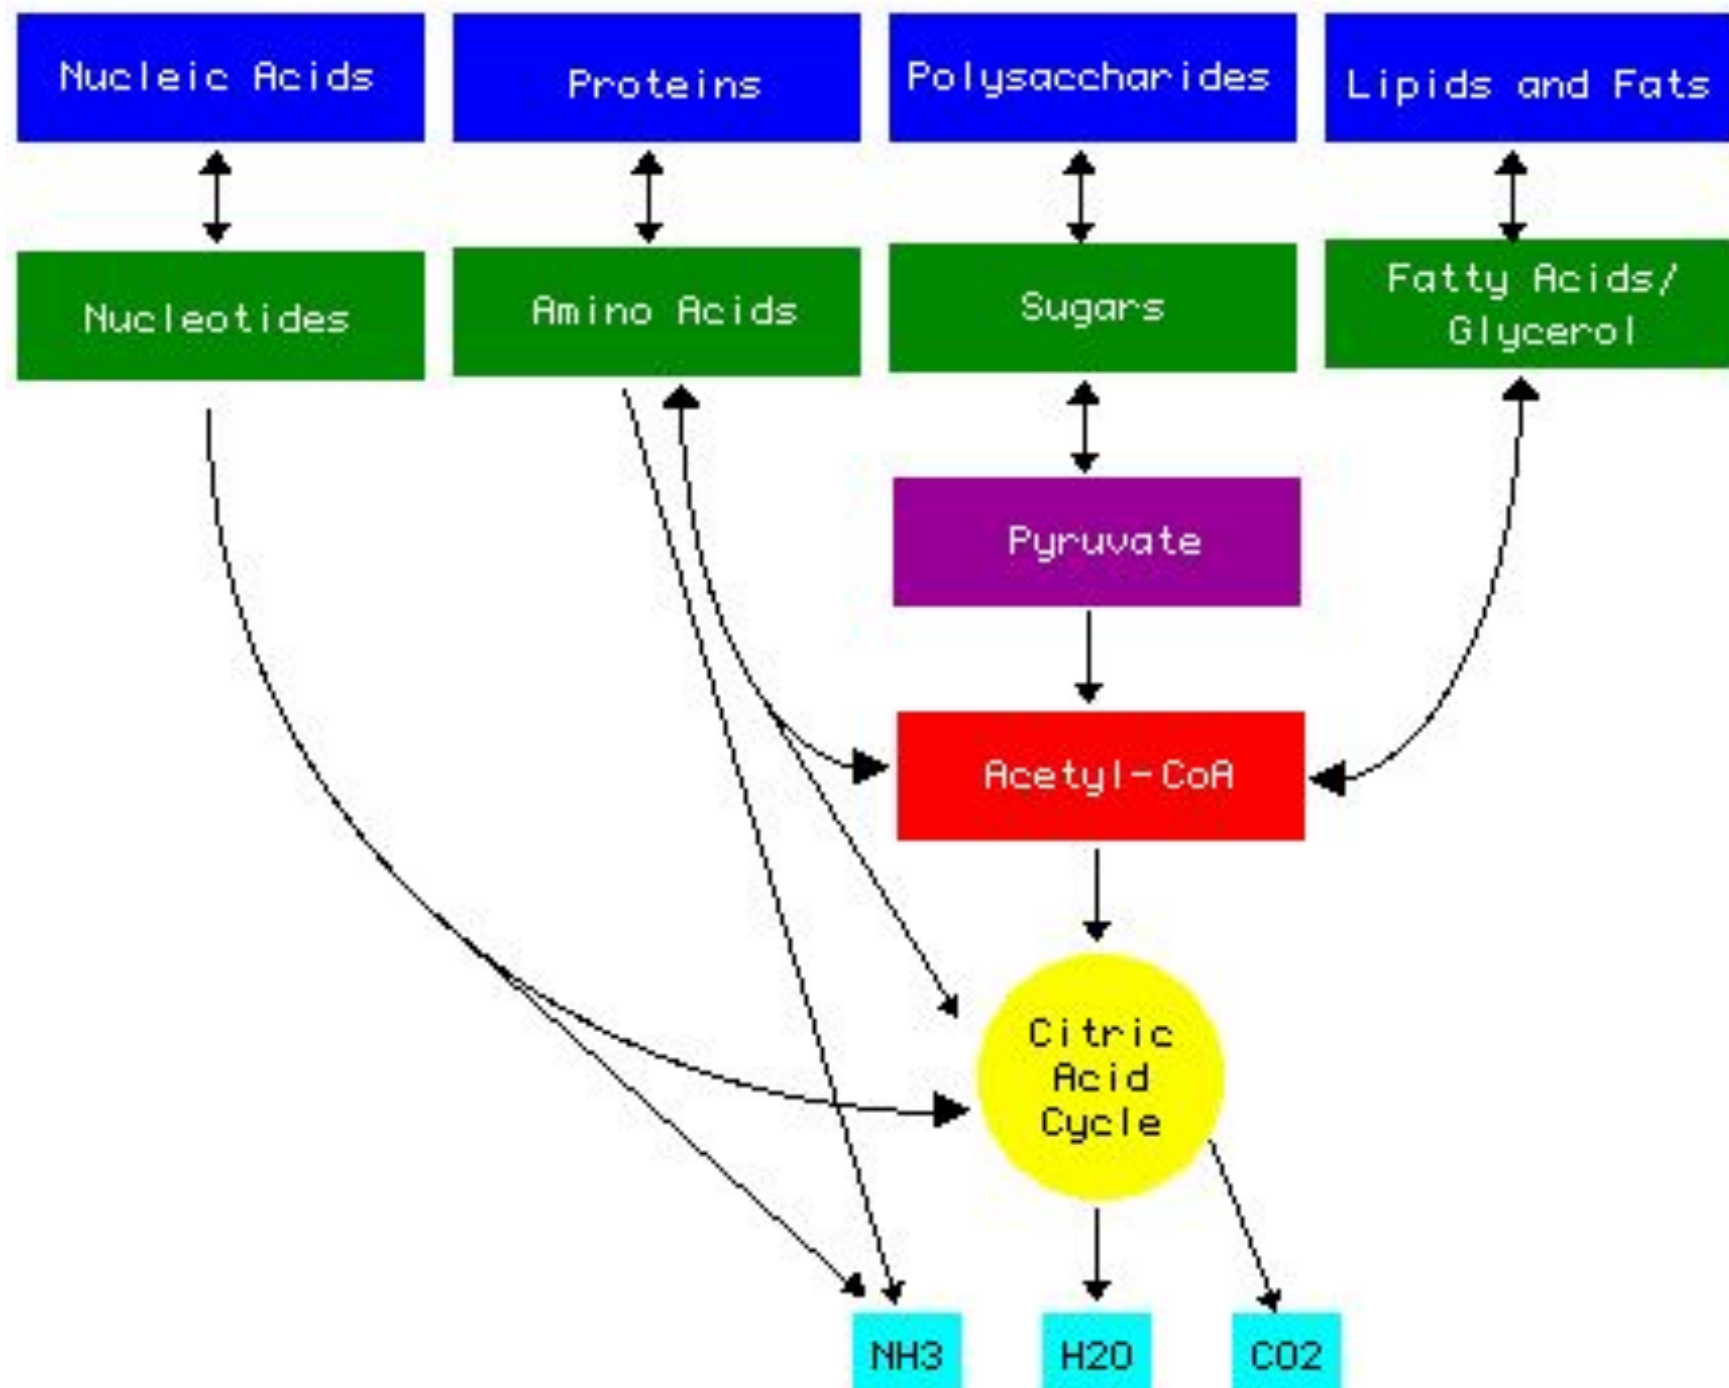 Nucleic Acids
Proteins
Polysaccharides
Lipids and Fats
Nucleotides
Amino Acids
Sugars
Fatty Acids/
Glycerol
Pyruvate
Acetyl-CoA
Citric
Acid
Cycle
NH3
H2O
CO2